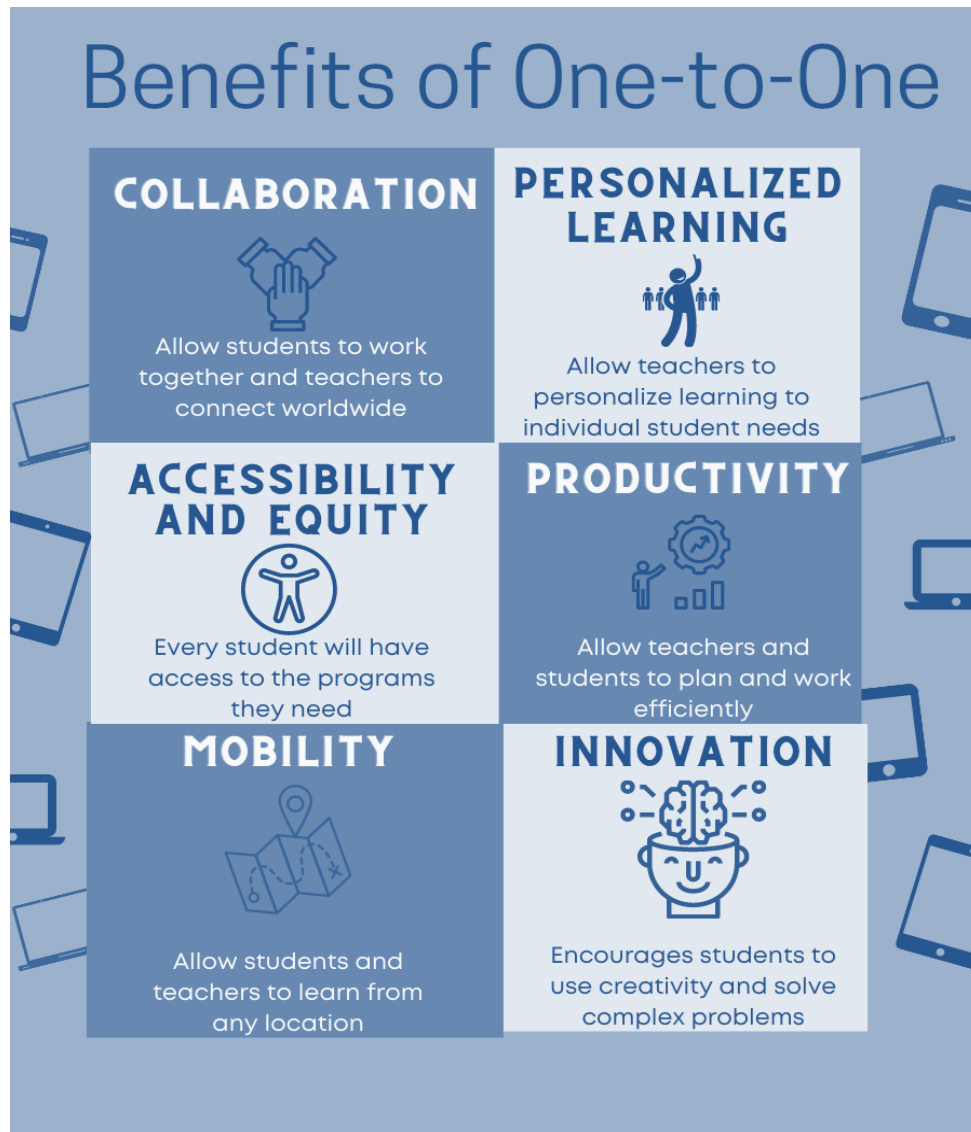 Benefits of One-to-One
COLLABORATION
Allow students to work
together and teachers to
connect worldwide
PERSONALIZED
LEARNING
Allow teachers to
personalize learning to
individual student needs
ACCESSIBILITY
AND EQUITY
Every student will have
access to the programs
they need
PRODUCTIVITY
Allow teachers and
students to plan and work
efficiently
MOBILITY
Allow students and
teachers to learn from
any location
INNOVATION
Encourages students to
use creativity and solve
complex problems